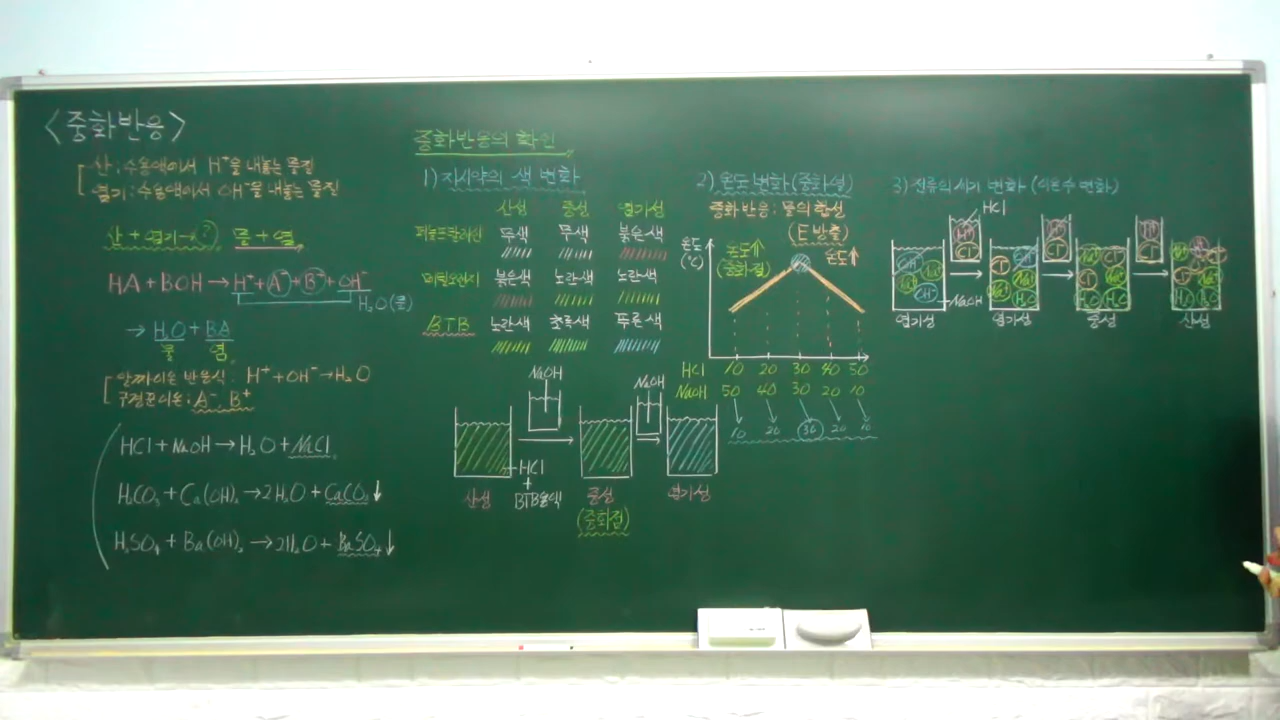 <중화반응>
산 : 수용액에서 H⁺을 내놓는 물질
염기 : 수용액에서 OH⁻을 내놓는 물질
산 + 염기 → ? 물 + 염
HA + BOH → H⁺ + A⁻ + B⁺ + OH⁻
H₂O (물)
→ H₂O + BA
물 염
알짜이온 반응식 : H⁺ + OH⁻ → H₂O
구경꾼이온 : A⁻, B⁺
HCl + NaOH → H₂O + NaCl
H₂CO₃ + Ca(OH)₂ → 2H₂O + CaCO₃↓
H₂SO₄ + Ba(OH)₂ → 2H₂O + BaSO₄↓
중화반응의 확인
1) 지시약의 색 변화
산성 중성 염기성
페놀프탈레인 무색 무색 붉은색
메틸오렌지 붉은색 노란색 노란색
BTB 노란색 초록색 푸른색
NaOH NaOH
HCl
+
BTB용액
산성 중성 염기성
(중화점)
2) 온도 변화 (중화열)
중화 반응 : 물의 합성
(E 방출)
온도
(℃)
온도↑
(중화점)
온도↑
HCl 10 20 30 40 50
NaOH 50 40 30 20 10
10 20 30 20 10
3) 전류의 세기 변화 (이온수 변화)
HCl
NaOH
염기성 염기성 중성 산성